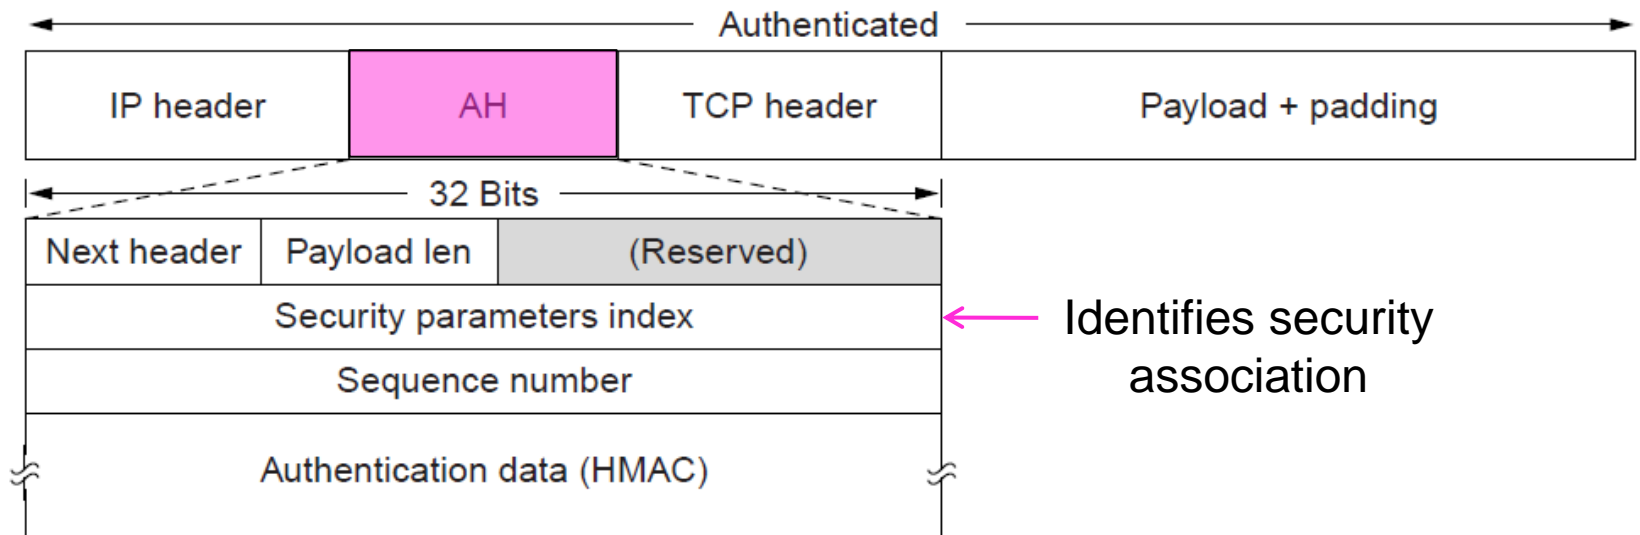 Authenticated
IP header AH TCP header Payload + padding
32 Bits
Next header Payload len (Reserved)
Security parameters index
Identifies security
association
Sequence number
Authentication data (HMAC)